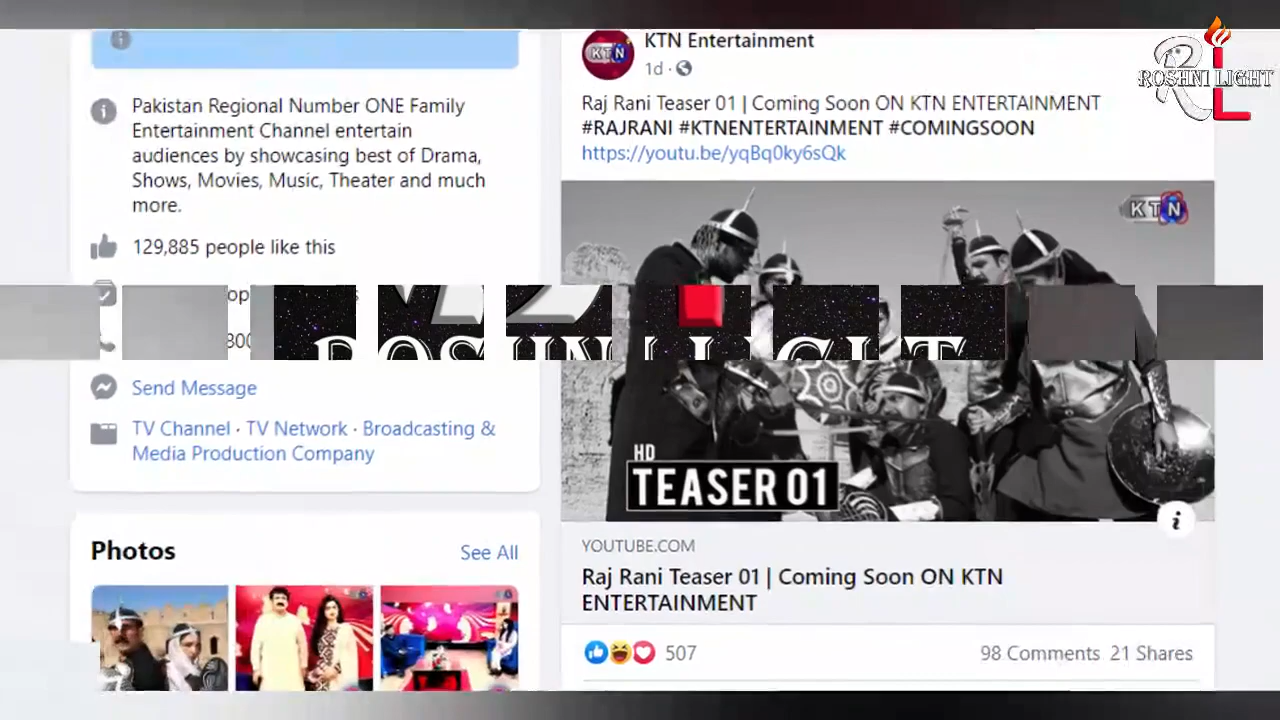 KTN Entertainment
1d ·
ROSHNI LIGHT
Raj Rani Teaser 01 | Coming Soon ON KTN ENTERTAINMENT
#RAJRANI #KTNENTERTAINMENT #COMINGSOON
https://youtu.be/yqBq0ky6sQk
Pakistan Regional Number ONE Family
Entertainment Channel entertain
audiences by showcasing best of Drama,
Shows, Movies, Music, Theater and much
more.
129,885 people like this
KTN
ROSHNI LIGHT
Send Message
TV Channel · TV Network · Broadcasting &
Media Production Company
HD
TEASER 01
Photos
See All
YOUTUBE.COM
Raj Rani Teaser 01 | Coming Soon ON KTN
ENTERTAINMENT
507
98 Comments 21 Shares